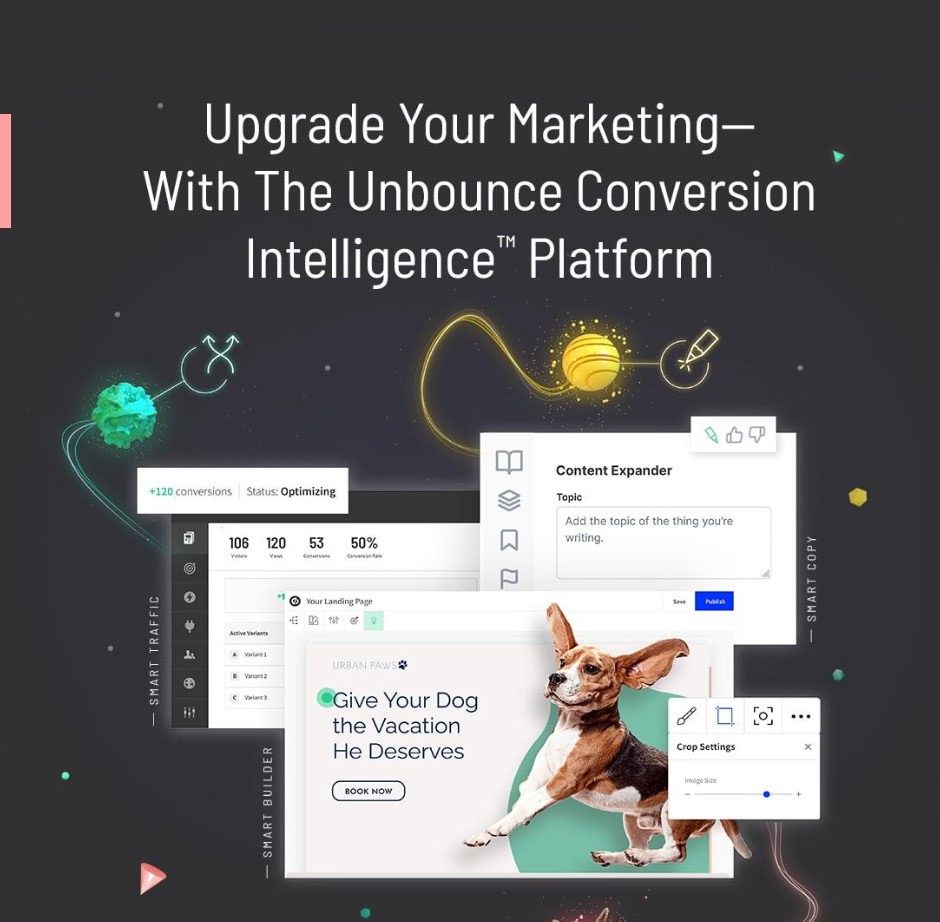 Upgrade Your Marketing—
With The Unbounce Conversion
Intelligence™ Platform
+120 conversions
Status: Optimizing
106
120
53
50%
Visitors
Views
Conversions
Conversion Rate
Active Variants
A Variant 1
B Variant 2
C Variant 3
— SMART TRAFFIC
Content Expander
Topic
Add the topic of the thing you're
writing.
— SMART COPY
Your Landing Page
Save
Publish
URBAN PAWS
Give Your Dog
the Vacation
He Deserves
BOOK NOW
— SMART BUILDER
Crop Settings
Image Size